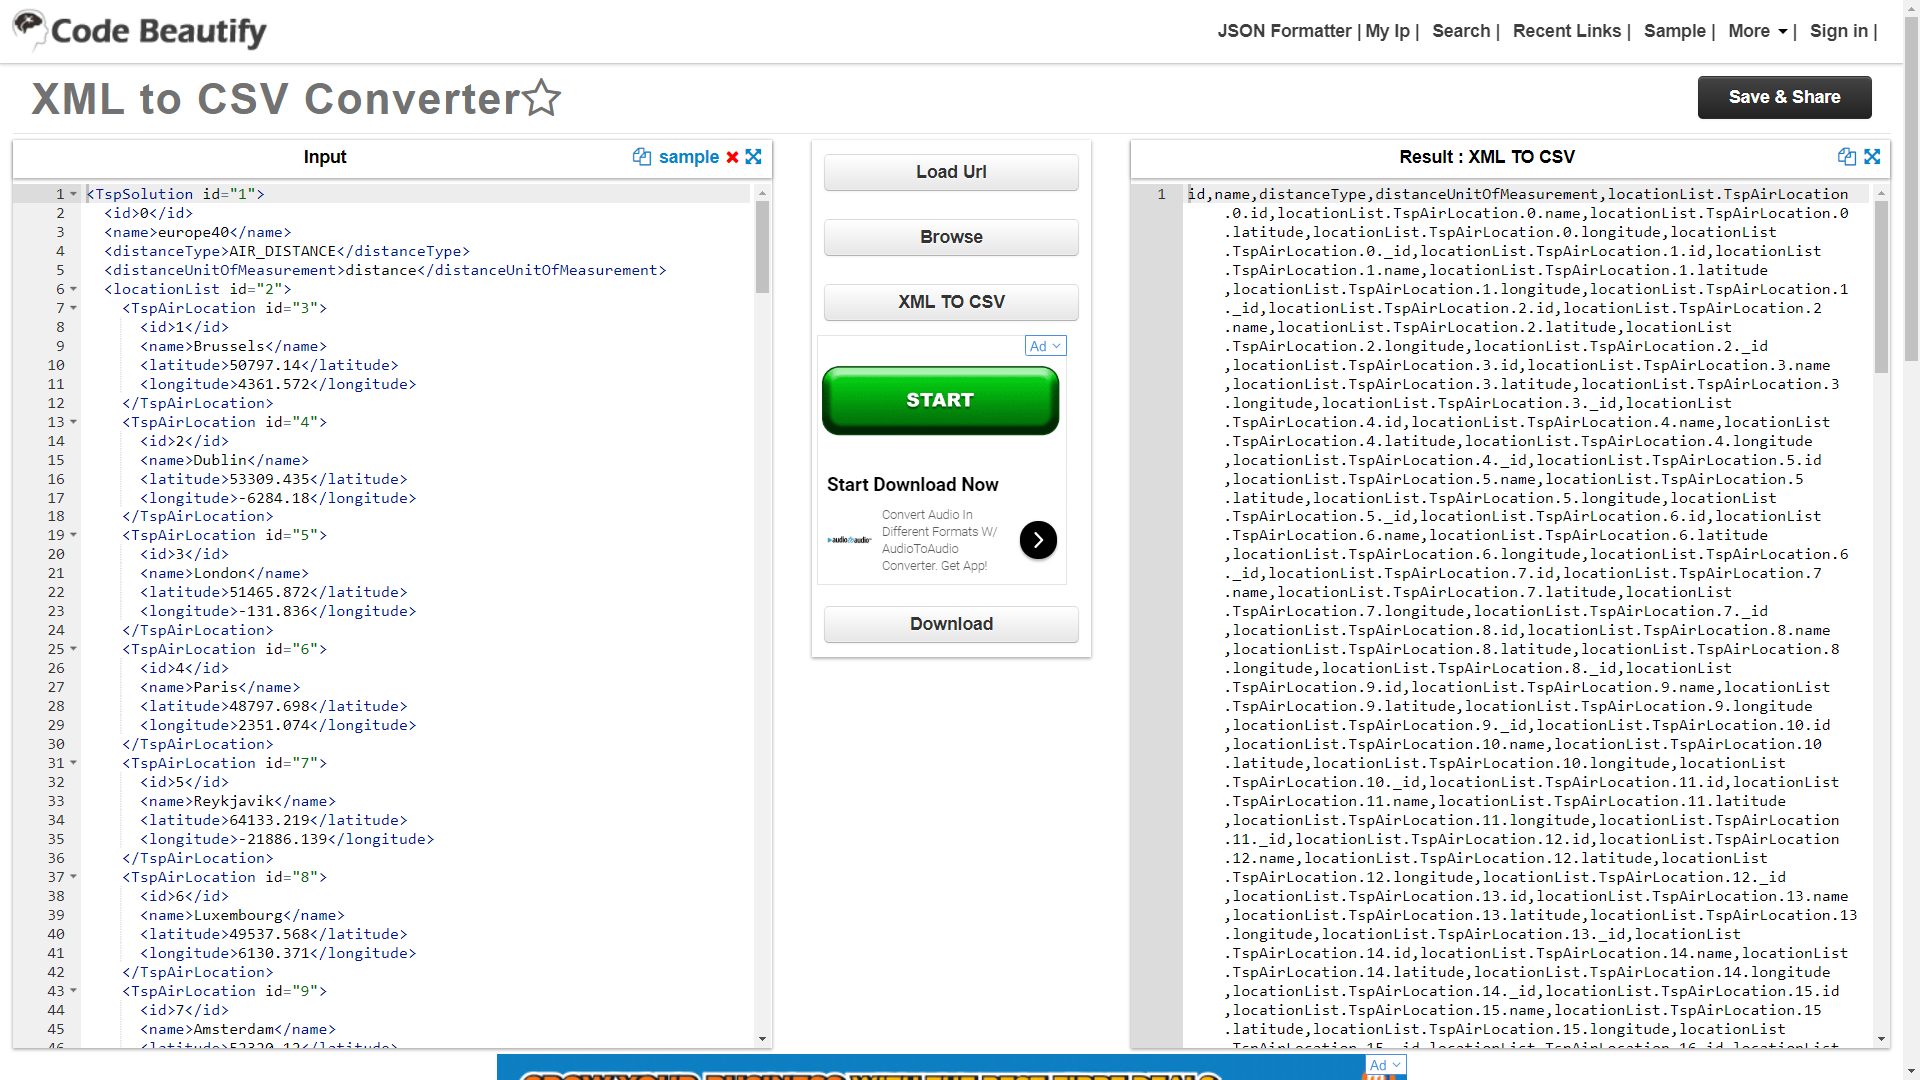 Code Beautify
JSON Formatter | My Ip | Search | Recent Links | Sample | More | Sign in |
XML to CSV Converter
Save & Share
Input
sample
1 <TspSolution id="1">
2 <id>0</id>
3 <name>europe40</name>
4 <distanceType>AIR_DISTANCE</distanceType>
5 <distanceUnitOfMeasurement>distance</distanceUnitOfMeasurement>
6 <locationList id="2">
7 <TspAirLocation id="3">
8 <id>1</id>
9 <name>Brussels</name>
10 <latitude>50797.14</latitude>
11 <longitude>4361.572</longitude>
12 </TspAirLocation>
13 <TspAirLocation id="4">
14 <id>2</id>
15 <name>Dublin</name>
16 <latitude>53309.435</latitude>
17 <longitude>-6284.18</longitude>
18 </TspAirLocation>
19 <TspAirLocation id="5">
20 <id>3</id>
21 <name>London</name>
22 <latitude>51465.872</latitude>
23 <longitude>-131.836</longitude>
24 </TspAirLocation>
25 <TspAirLocation id="6">
26 <id>4</id>
27 <name>Paris</name>
28 <latitude>48797.698</latitude>
29 <longitude>2351.074</longitude>
30 </TspAirLocation>
31 <TspAirLocation id="7">
32 <id>5</id>
33 <name>Reykjavik</name>
34 <latitude>64133.219</latitude>
35 <longitude>-21886.139</longitude>
36 </TspAirLocation>
37 <TspAirLocation id="8">
38 <id>6</id>
39 <name>Luxembourg</name>
40 <latitude>49537.568</latitude>
41 <longitude>6130.371</longitude>
42 </TspAirLocation>
43 <TspAirLocation id="9">
44 <id>7</id>
45 <name>Amsterdam</name>
46 <latitude>52320.12</latitude>
Load Url
Browse
XML TO CSV
Ad
START
Start Download Now
audio audio
Convert Audio In
Different Formats W/
AudioToAudio
Converter. Get App!
Download
Result : XML TO CSV
1 id,name,distanceType,distanceUnitOfMeasurement,locationList.TspAirLocation
.0.id,locationList.TspAirLocation.0.name,locationList.TspAirLocation.0
.latitude,locationList.TspAirLocation.0.longitude,locationList
.TspAirLocation.0._id,locationList.TspAirLocation.1.id,locationList
.TspAirLocation.1.name,locationList.TspAirLocation.1.latitude
,locationList.TspAirLocation.1.longitude,locationList.TspAirLocation.1
._id,locationList.TspAirLocation.2.id,locationList.TspAirLocation.2
.name,locationList.TspAirLocation.2.latitude,locationList
.TspAirLocation.2.longitude,locationList.TspAirLocation.2._id
,locationList.TspAirLocation.3.id,locationList.TspAirLocation.3.name
,locationList.TspAirLocation.3.latitude,locationList.TspAirLocation.3
.longitude,locationList.TspAirLocation.3._id,locationList
.TspAirLocation.4.id,locationList.TspAirLocation.4.name,locationList
.TspAirLocation.4.latitude,locationList.TspAirLocation.4.longitude
,locationList.TspAirLocation.4._id,locationList.TspAirLocation.5.id
,locationList.TspAirLocation.5.name,locationList.TspAirLocation.5
.latitude,locationList.TspAirLocation.5.longitude,locationList
.TspAirLocation.5._id,locationList.TspAirLocation.6.id,locationList
.TspAirLocation.6.name,locationList.TspAirLocation.6.latitude
,locationList.TspAirLocation.6.longitude,locationList.TspAirLocation.6
._id,locationList.TspAirLocation.7.id,locationList.TspAirLocation.7
.name,locationList.TspAirLocation.7.latitude,locationList
.TspAirLocation.7.longitude,locationList.TspAirLocation.7._id
,locationList.TspAirLocation.8.id,locationList.TspAirLocation.8.name
,locationList.TspAirLocation.8.latitude,locationList.TspAirLocation.8
.longitude,locationList.TspAirLocation.8._id,locationList
.TspAirLocation.9.id,locationList.TspAirLocation.9.name,locationList
.TspAirLocation.9.latitude,locationList.TspAirLocation.9.longitude
,locationList.TspAirLocation.9._id,locationList.TspAirLocation.10.id
,locationList.TspAirLocation.10.name,locationList.TspAirLocation.10
.latitude,locationList.TspAirLocation.10.longitude,locationList
.TspAirLocation.10._id,locationList.TspAirLocation.11.id,locationList
.TspAirLocation.11.name,locationList.TspAirLocation.11.latitude
,locationList.TspAirLocation.11.longitude,locationList.TspAirLocation
.11._id,locationList.TspAirLocation.12.id,locationList.TspAirLocation
.12.name,locationList.TspAirLocation.12.latitude,locationList
.TspAirLocation.12.longitude,locationList.TspAirLocation.12._id
,locationList.TspAirLocation.13.id,locationList.TspAirLocation.13.name
,locationList.TspAirLocation.13.latitude,locationList.TspAirLocation.13
.longitude,locationList.TspAirLocation.13._id,locationList
.TspAirLocation.14.id,locationList.TspAirLocation.14.name,locationList
.TspAirLocation.14.latitude,locationList.TspAirLocation.14.longitude
,locationList.TspAirLocation.14._id,locationList.TspAirLocation.15.id
,locationList.TspAirLocation.15.name,locationList.TspAirLocation.15
.latitude,locationList.TspAirLocation.15.longitude,locationList
.TspAirLocation.15._id,locationList.TspAirLocation.16.id,locationList
GROW YOUR BUSINESS WITH THE BEST FIBRE DEALS
Ad